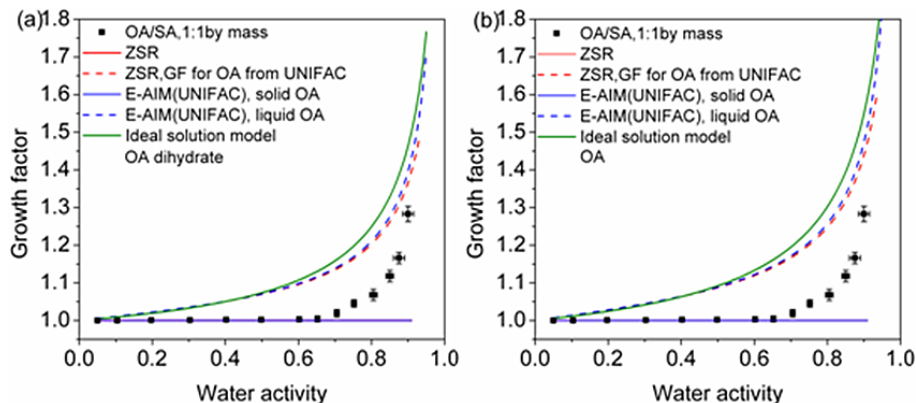 (a)
1.8
1.7
1.6
1.5
1.4
1.3
1.2
1.1
1.0
Growth factor
OA/SA,1:1by mass
ZSR
ZSR,GF for OA from UNIFAC
E-AIM(UNIFAC), solid OA
E-AIM(UNIFAC), liquid OA
Ideal solution model
OA dihydrate
0.0 0.2 0.4 0.6 0.8 1.0
Water activity
(b)
1.8
1.7
1.6
1.5
1.4
1.3
1.2
1.1
1.0
Growth factor
OA/SA,1:1by mass
ZSR
ZSR,GF for OA from UNIFAC
E-AIM(UNIFAC), solid OA
E-AIM(UNIFAC), liquid OA
Ideal solution model
OA
0.0 0.2 0.4 0.6 0.8 1.0
Water activity